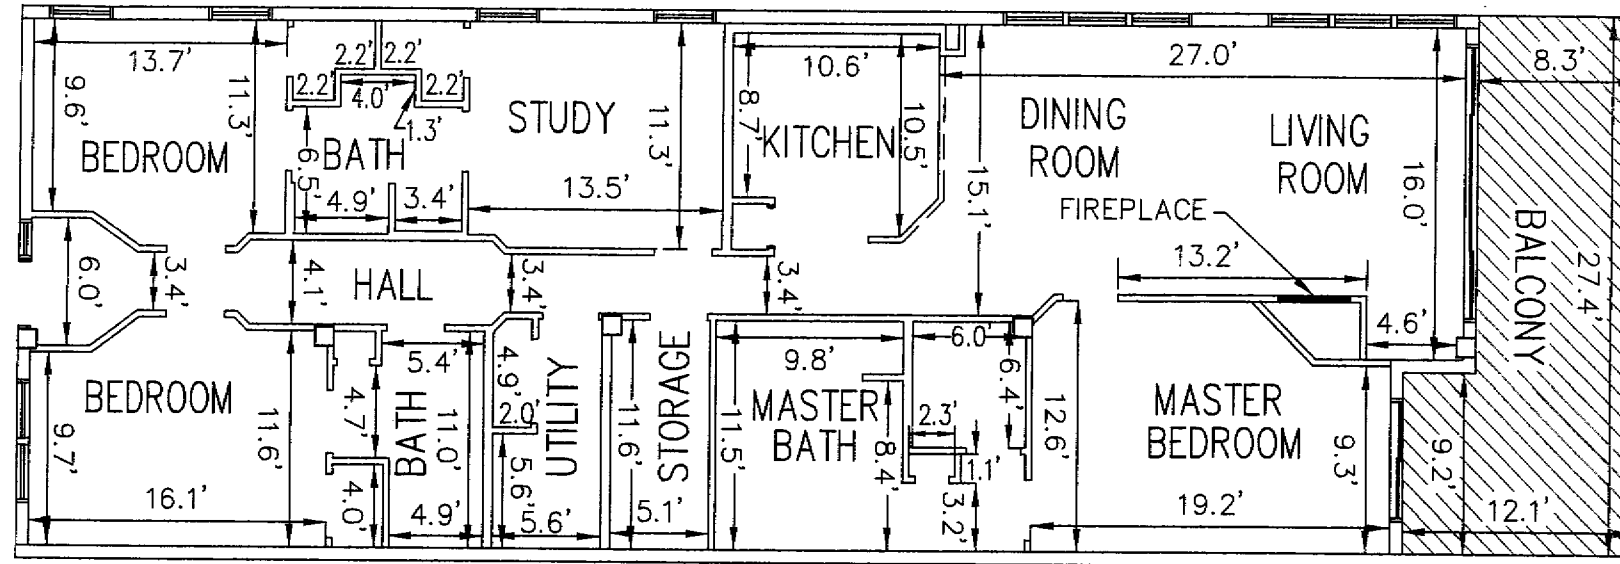 13.7'
9.6'
11.3'
BEDROOM
2.2'
2.2'
2.2'
4.0'
2.2'
1.3'
6.5'
BATH
4.9'
3.4'
STUDY
11.3'
13.5'
10.6'
8.7'
KITCHEN
10.5'
27.0'
DINING
ROOM
LIVING
ROOM
15.1'
16.0'
FIREPLACE
13.2'
4.6'
8.3'
BALCONY
27.4'
6.0'
3.4'
4.1'
HALL
3.4'
3.4'
BEDROOM
9.7'
11.6'
16.1'
4.7'
4.0'
5.4'
BATH
11.0'
4.9'
4.9'
2.0'
5.6'
UTILITY
5.6'
11.6'
STORAGE
5.1'
11.5'
9.8'
MASTER
BATH
8.4'
6.0'
6.4'
2.3'
1.1'
3.2'
12.6'
MASTER
BEDROOM
9.3'
19.2'
9.2'
12.1'